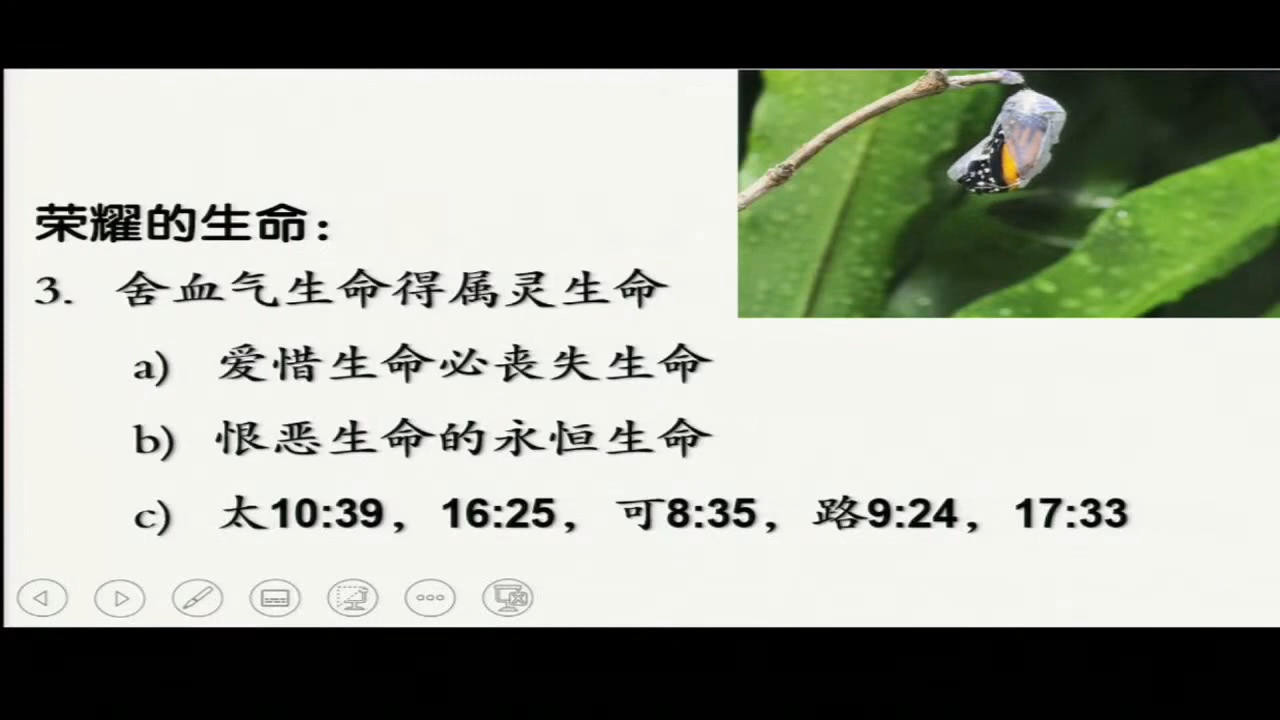 荣耀的生命：
3. 舍血气生命得属灵生命
a) 爱惜生命必丧失生命
b) 恨恶生命的永恒生命
c) 太10:39，16:25，可8:35，路9:24，17:33